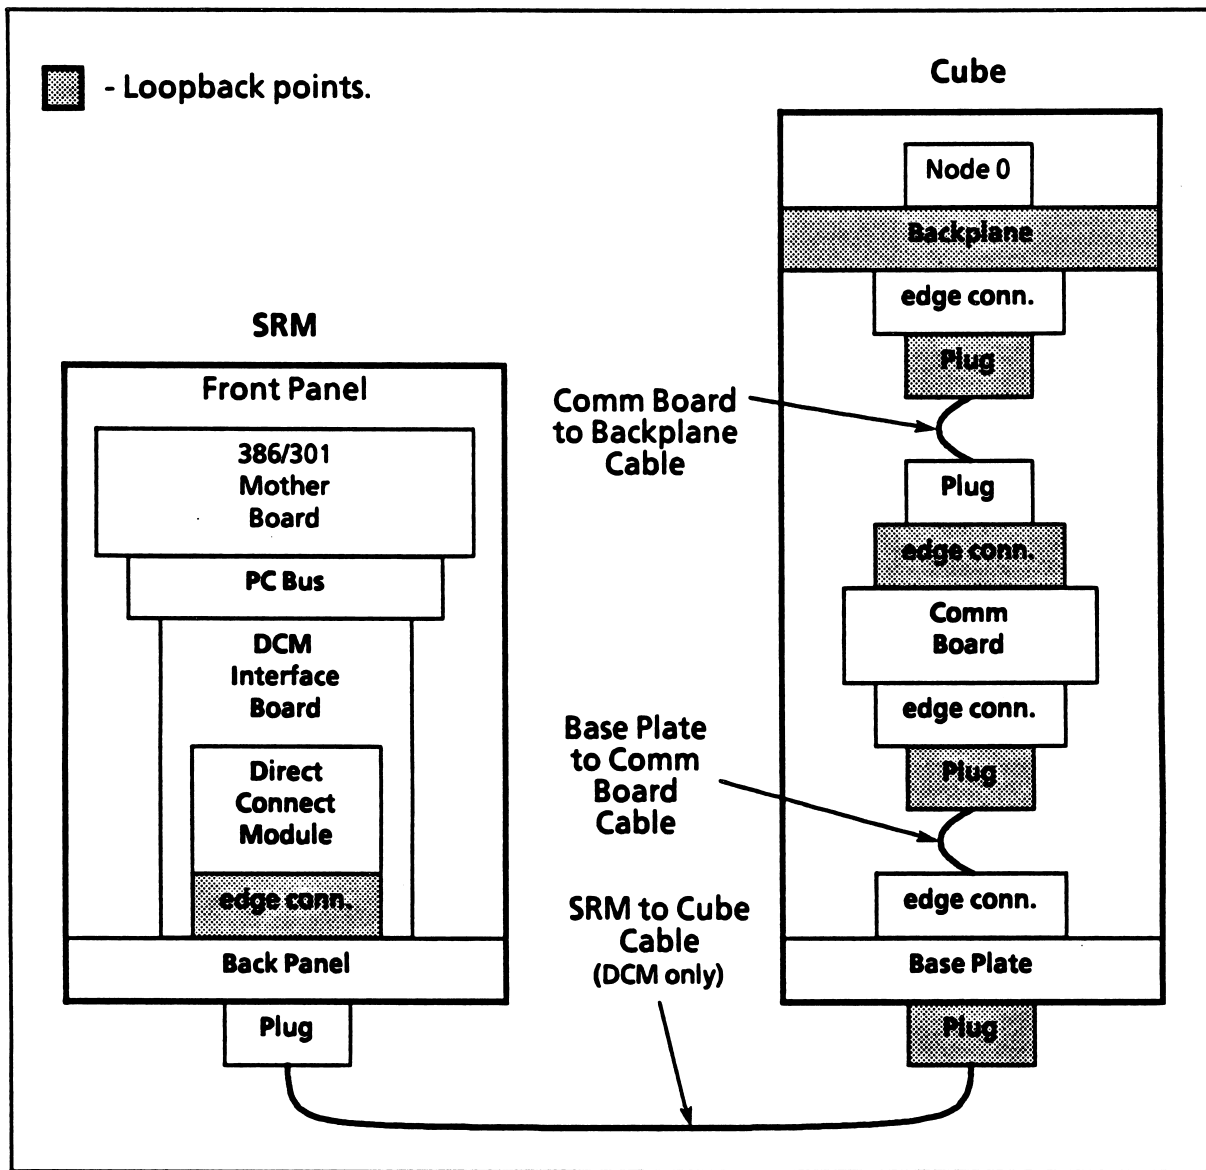 - Loopback points.
Cube
Node 0
Backplane
edge conn.
Plug
Comm Board
to Backplane
Cable
Plug
edge conn.
Comm
Board
edge conn.
Base Plate
to Comm
Board
Cable
Plug
edge conn.
SRM to Cube
Cable
(DCM only)
Base Plate
Plug
SRM
Front Panel
386/301
Mother
Board
PC Bus
DCM
Interface
Board
Direct
Connect
Module
edge conn.
Back Panel
Plug